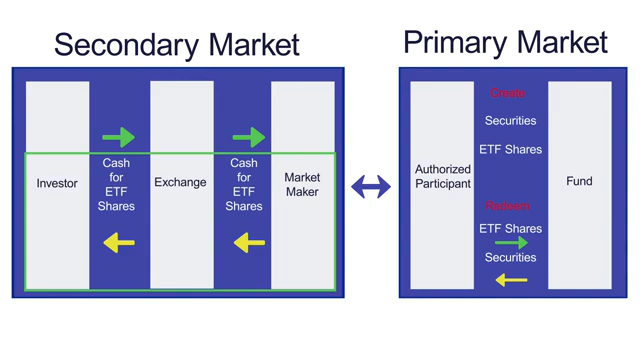 Secondary Market
Primary Market
Investor
Cash
for
ETF
Shares
Exchange
Cash
for
ETF
Shares
Market
Maker
Authorized
Participant
Create
Securities
ETF Shares
Redeem
ETF Shares
Securities
Fund